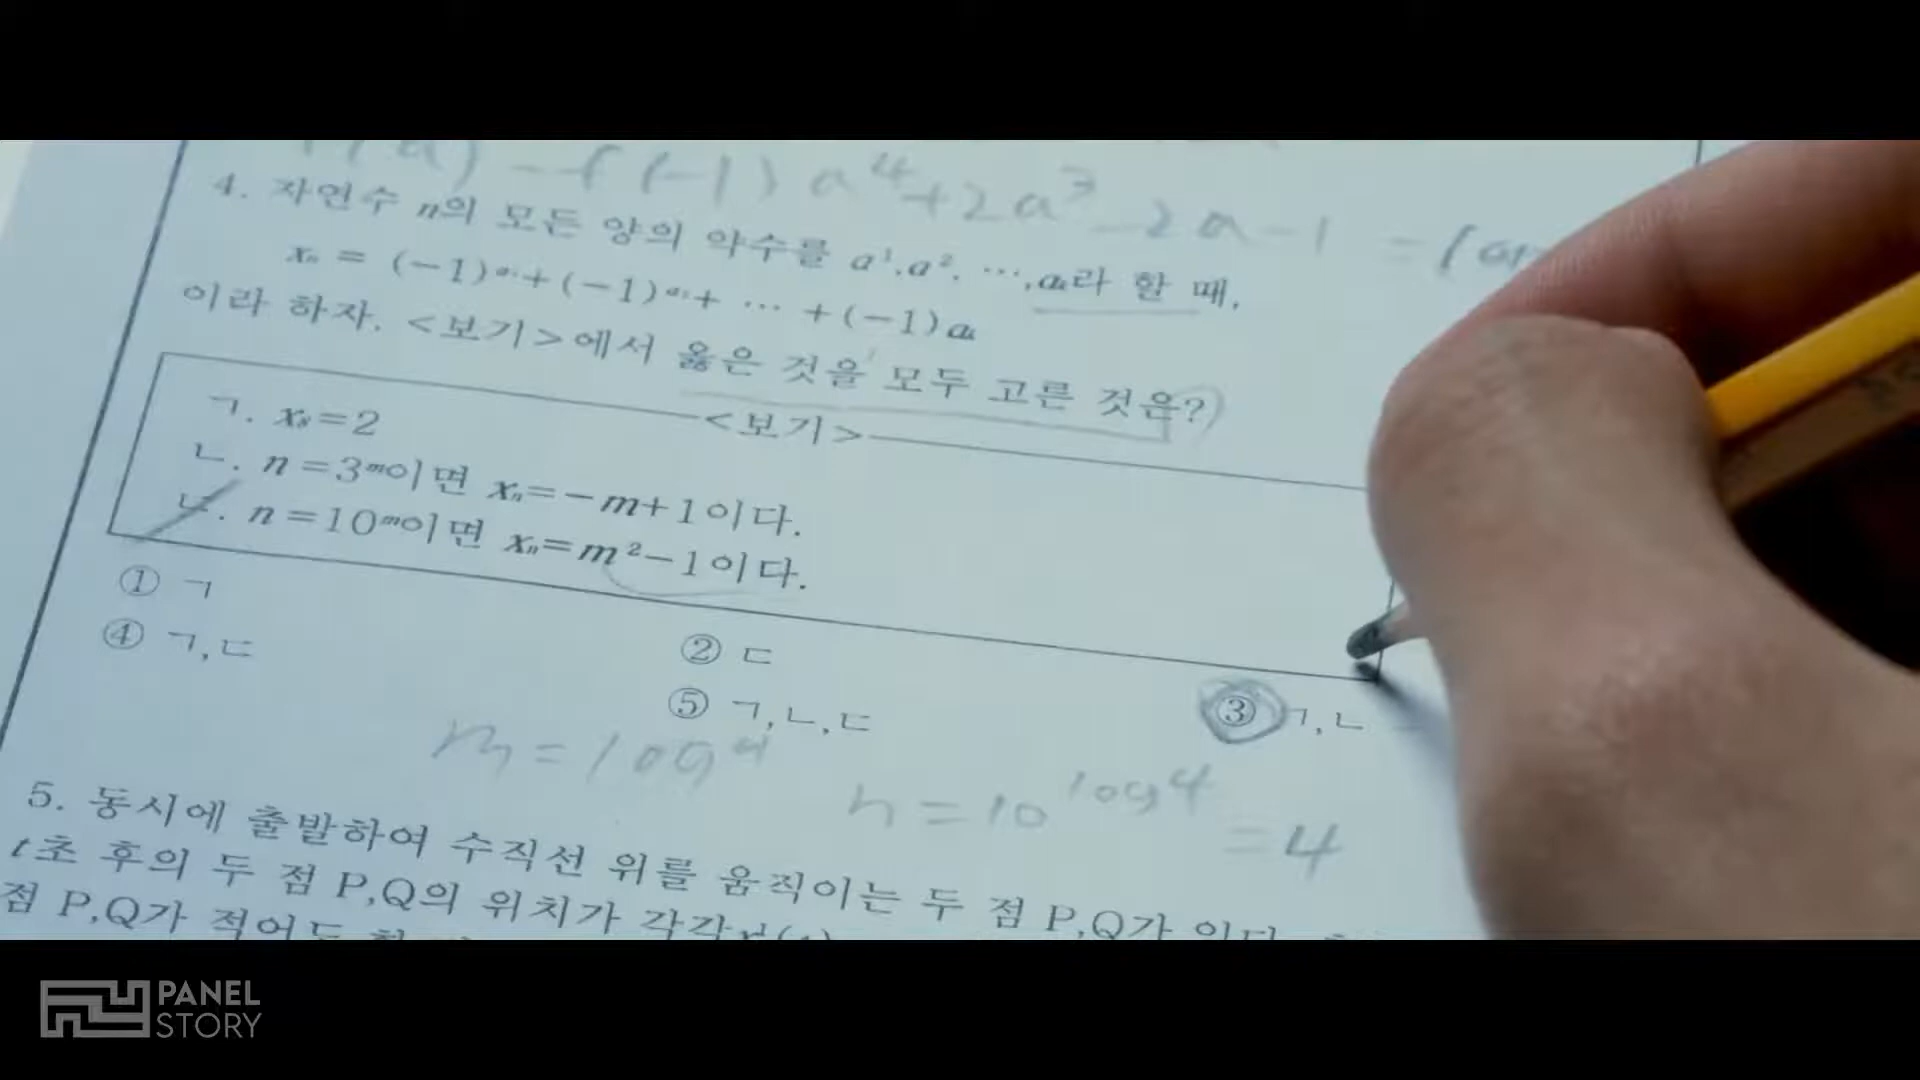 f(a) - f(-1) a⁴+2a³-2a-1 =
4. 자연수 n의 모든 양의 약수를 a¹,a², ⋯,aₖ라 할 때,
xₙ = (-1)ᵃ¹+(-1)ᵃ²+ ⋯ +(-1)aₖ
이라 하자. <보기>에서 옳은 것을 모두 고른 것은?
<보기>
ㄱ. x₈=2
ㄴ. n=3ᵐ이면 xₙ=-m+1이다.
ㄷ. n=10ᵐ이면 xₙ=m²-1이다.
① ㄱ
② ㄷ
③ ㄱ,ㄴ
④ ㄱ,ㄷ
⑤ ㄱ,ㄴ,ㄷ
m=log4
n=10^log4 =4
5. 동시에 출발하여 수직선 위를 움직이는 두 점 P,Q가 있다.
t초 후의 두 점 P,Q의 위치가 각각
점 P,Q가 적어도 한
PANEL
STORY